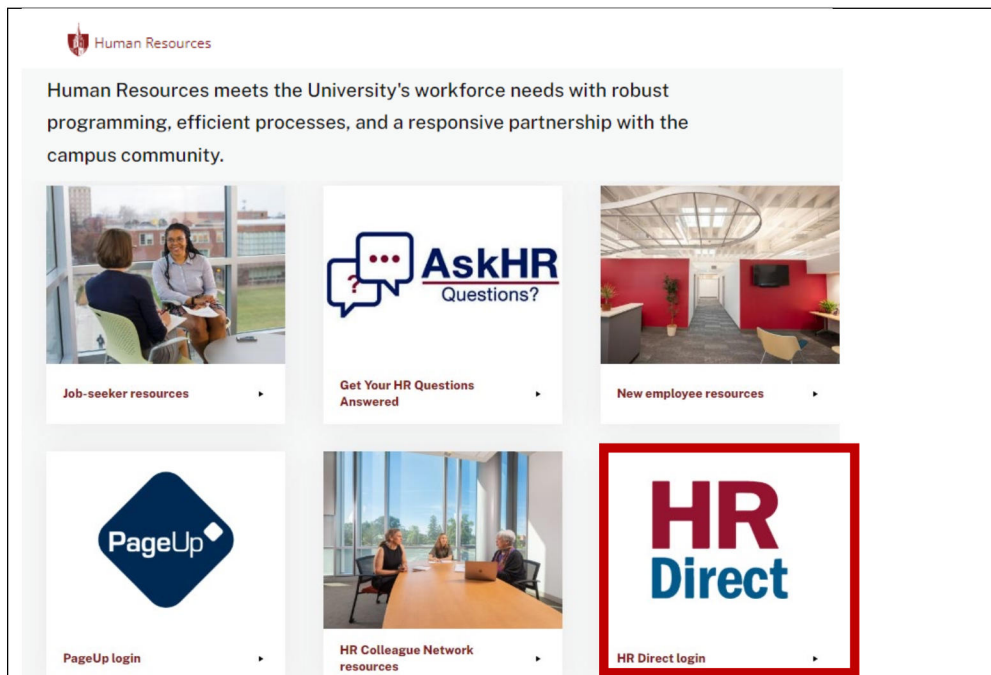 Human Resources
Human Resources meets the University's workforce needs with robust
programming, efficient processes, and a responsive partnership with the
campus community.
AskHR
Questions?
Job-seeker resources
Get Your HR Questions
Answered
New employee resources
PageUp
HR
Direct
PageUp login
HR Colleague Network
resources
HR Direct login